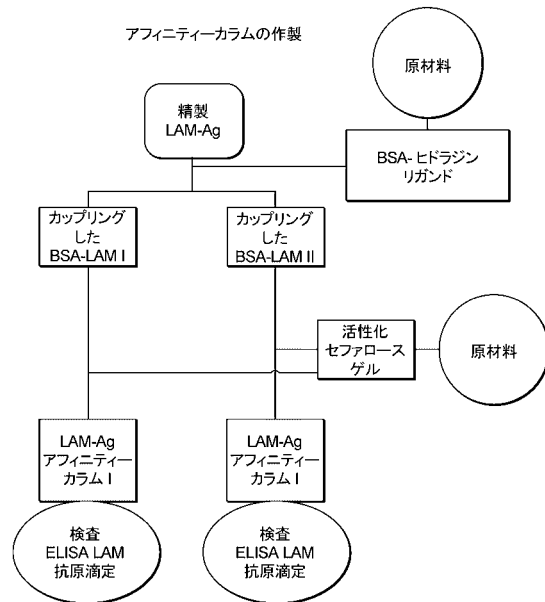 アフィニティーカラムの作製
原材料
精製
LAM-Ag
BSA-ヒドラジン
リガンド
カップリング
した
BSA-LAM I
カップリング
した
BSA-LAM II
活性化
セファロース
ゲル
原材料
LAM-Ag
アフィニティー
カラム I
LAM-Ag
アフィニティー
カラム I
検査
ELISA LAM
抗原滴定
検査
ELISA LAM
抗原滴定